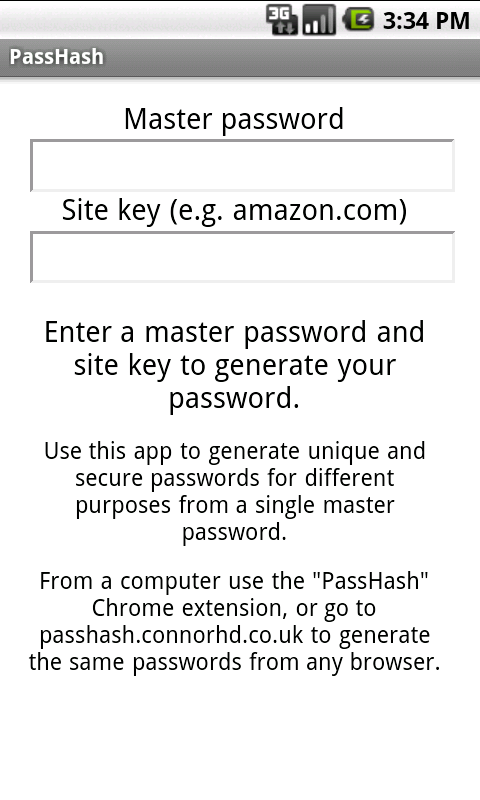 3G 3:34 PM
PassHash
Master password
Site key (e.g. amazon.com)
Enter a master password and
site key to generate your
password.
Use this app to generate unique and
secure passwords for different
purposes from a single master
password.
From a computer use the "PassHash"
Chrome extension, or go to
passhash.connorhd.co.uk to generate
the same passwords from any browser.